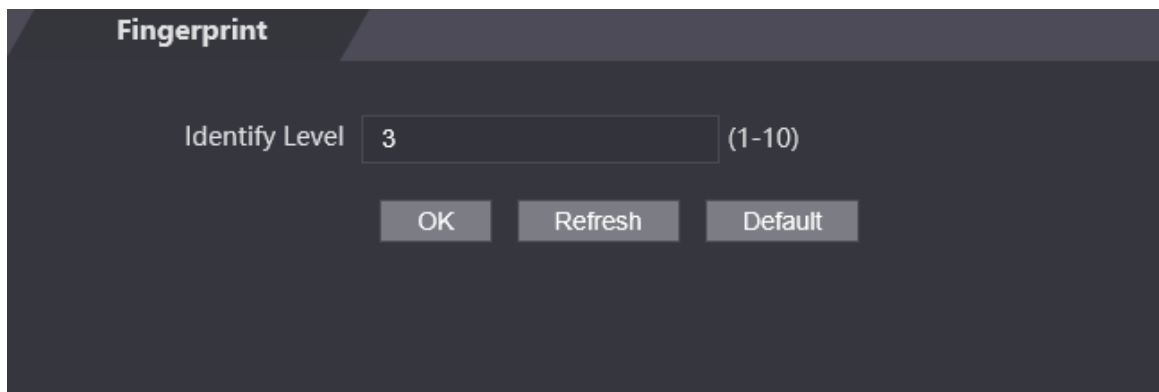 Fingerprint
Identify Level 3 (1-10)
OK Refresh Default